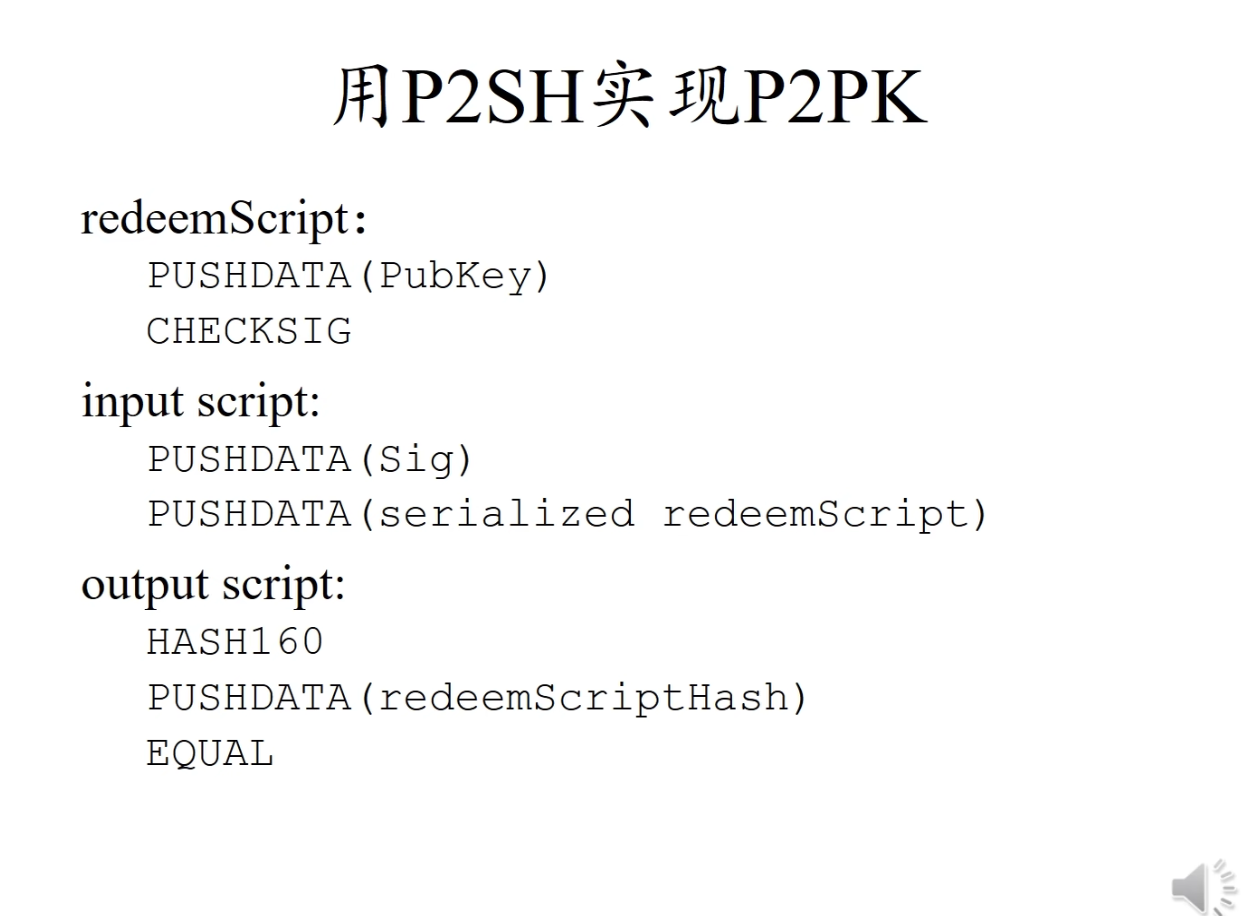 用P2SH实现P2PK
redeemScript:
PUSHDATA(PubKey)
CHECKSIG
input script:
PUSHDATA(Sig)
PUSHDATA(serialized redeemScript)
output script:
HASH160
PUSHDATA(redeemScriptHash)
EQUAL